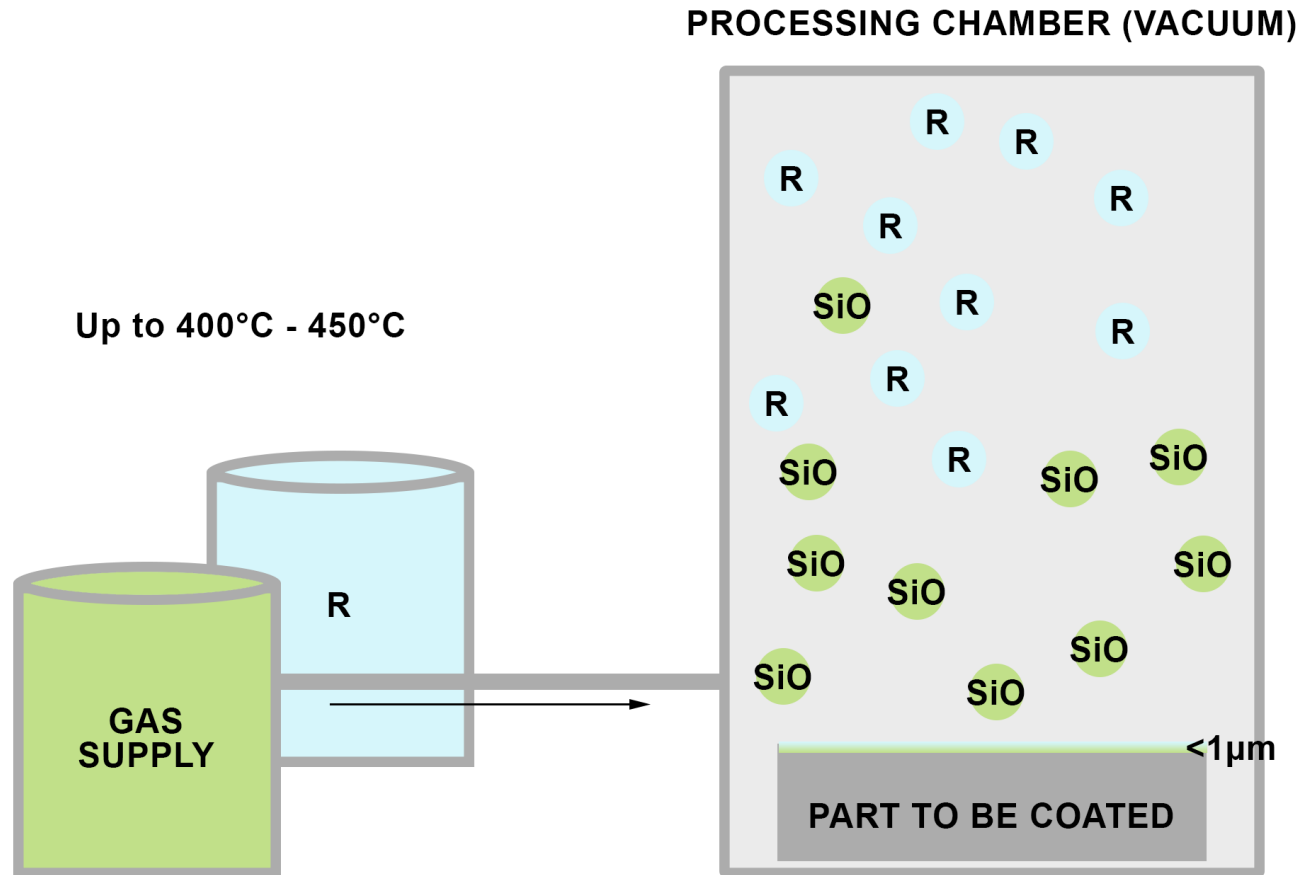 PROCESSING CHAMBER (VACUUM)
R
R
R
R
R
SiO
R
Up to 400°C - 450°C
R
R
R
SiO
R
SiO
SiO
SiO
SiO
SiO
R
SiO
SiO
SiO
GAS
SUPPLY
<1µm
PART TO BE COATED